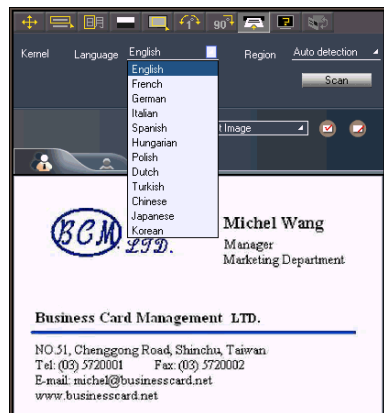 90°
Kernel Language English Region Auto detection
English
French
German
Italian
Spanish
Hungarian
Polish
Dutch
Tukish
Chinese
Japanese
Korean
Scan
t Image
BCM
LTD.
Michel Wang
Manager
Marketing Department
Business Card Management LTD.
NO.51, Chenggong Road, Shinchu, Taiwan
Tel: (03) 5720001 Fax: (03) 5720002
E-mail: michel@businesscard.net
www.businesscard.net